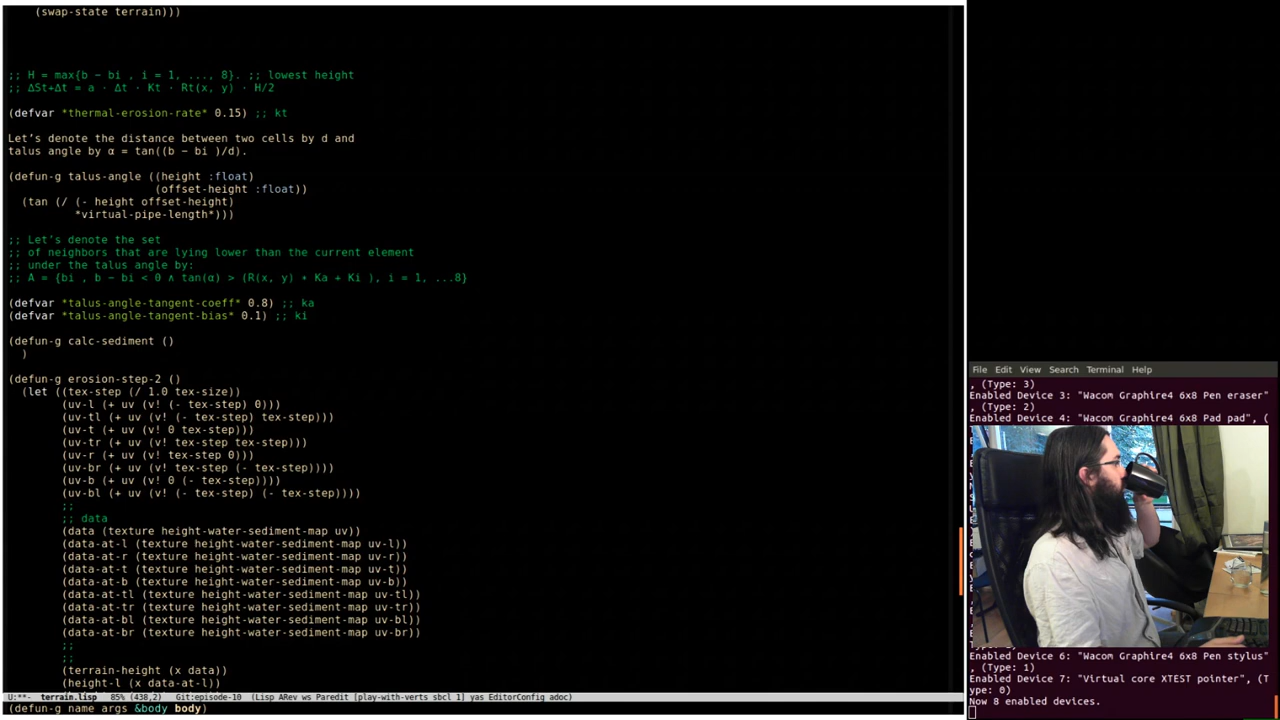 (swap-state terrain)))
;; H = max{b − bi , i = 1, ..., 8}. ;; lowest height
;; ΔSt+Δt = a · Δt · Kt · Rt(x, y) · H/2
(defvar *thermal-erosion-rate* 0.15) ;; kt
Let's denote the distance between two cells by d and
talus angle by α = tan((b − bi )/d).
(defun-g talus-angle ((height :float)
(offset-height :float))
(tan (/ (- height offset-height)
*virtual-pipe-length*)))
;; Let's denote the set
;; of neighbors that are lying lower than the current element
;; under the talus angle by:
;; A = {bi , b − bi < 0 ∧ tan(α) > (R(x, y) ∗ Ka + Ki ), i = 1, ...8}
(defvar *talus-angle-tangent-coeff* 0.8) ;; ka
(defvar *talus-angle-tangent-bias* 0.1) ;; ki
(defun-g calc-sediment ()
)
(defun-g erosion-step-2 ()
(let ((tex-step (/ 1.0 tex-size))
(uv-l (+ uv (v! (- tex-step) 0)))
(uv-tl (+ uv (v! (- tex-step) tex-step)))
(uv-t (+ uv (v! 0 tex-step)))
(uv-tr (+ uv (v! tex-step tex-step)))
(uv-r (+ uv (v! tex-step 0)))
(uv-br (+ uv (v! tex-step (- tex-step))))
(uv-b (+ uv (v! 0 (- tex-step))))
(uv-bl (+ uv (v! (- tex-step) (- tex-step))))
;;
;; data
(data (texture height-water-sediment-map uv))
(data-at-l (texture height-water-sediment-map uv-l))
(data-at-r (texture height-water-sediment-map uv-r))
(data-at-t (texture height-water-sediment-map uv-t))
(data-at-b (texture height-water-sediment-map uv-b))
(data-at-tl (texture height-water-sediment-map uv-tl))
(data-at-tr (texture height-water-sediment-map uv-tr))
(data-at-bl (texture height-water-sediment-map uv-bl))
(data-at-br (texture height-water-sediment-map uv-br))
;;
;;
(terrain-height (x data))
(height-l (x data-at-l))
U:**- terrain.lisp 85% (438,2) Git:episode-10 (Lisp ARev ws Paredit [play-with-verts sbcl 1] yas EditorConfig adoc)
(defun-g name args &body body)
File Edit View Search Terminal Help
, (Type: 3)
Enabled Device 3: "Wacom Graphire4 6x8 Pen eraser"
, (Type: 2)
Enabled Device 4: "Wacom Graphire4 6x8 Pad pad", (
Enabled Device 6: "Wacom Graphire4 6x8 Pen stylus"
, (Type: 1)
Enabled Device 7: "Virtual core XTEST pointer", (T
ype: 0)
Now 8 enabled devices.